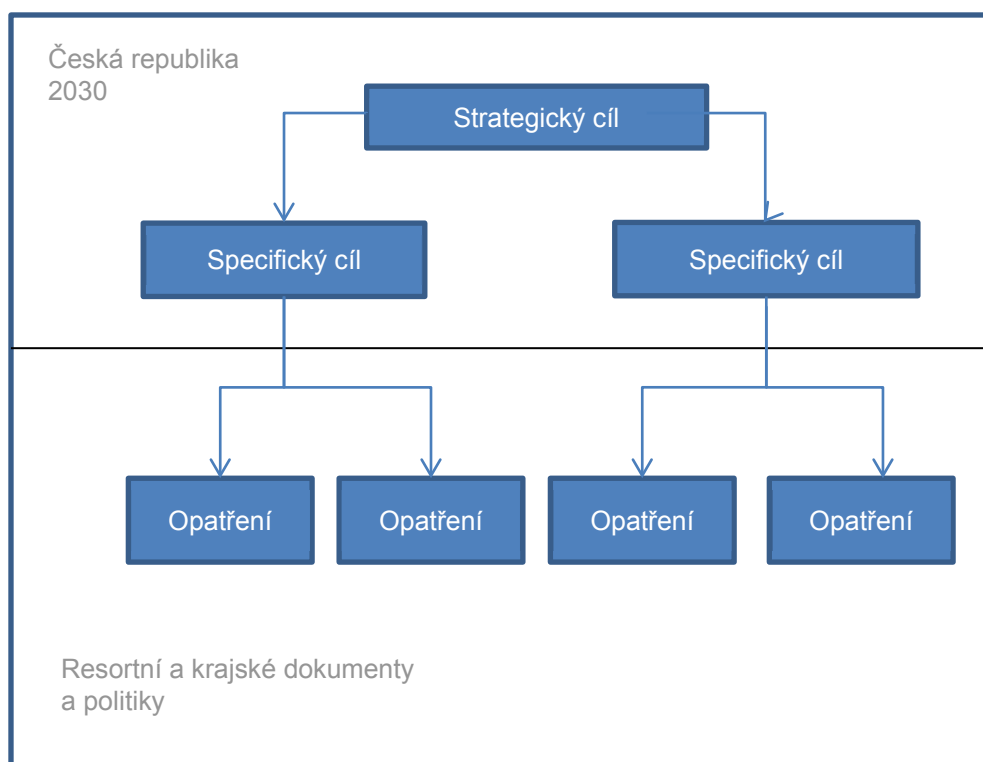 Česká republika
2030
Strategický cíl
Specifický cíl
Specifický cíl
Opatření
Opatření
Opatření
Opatření
Resortní a krajské dokumenty
a politiky